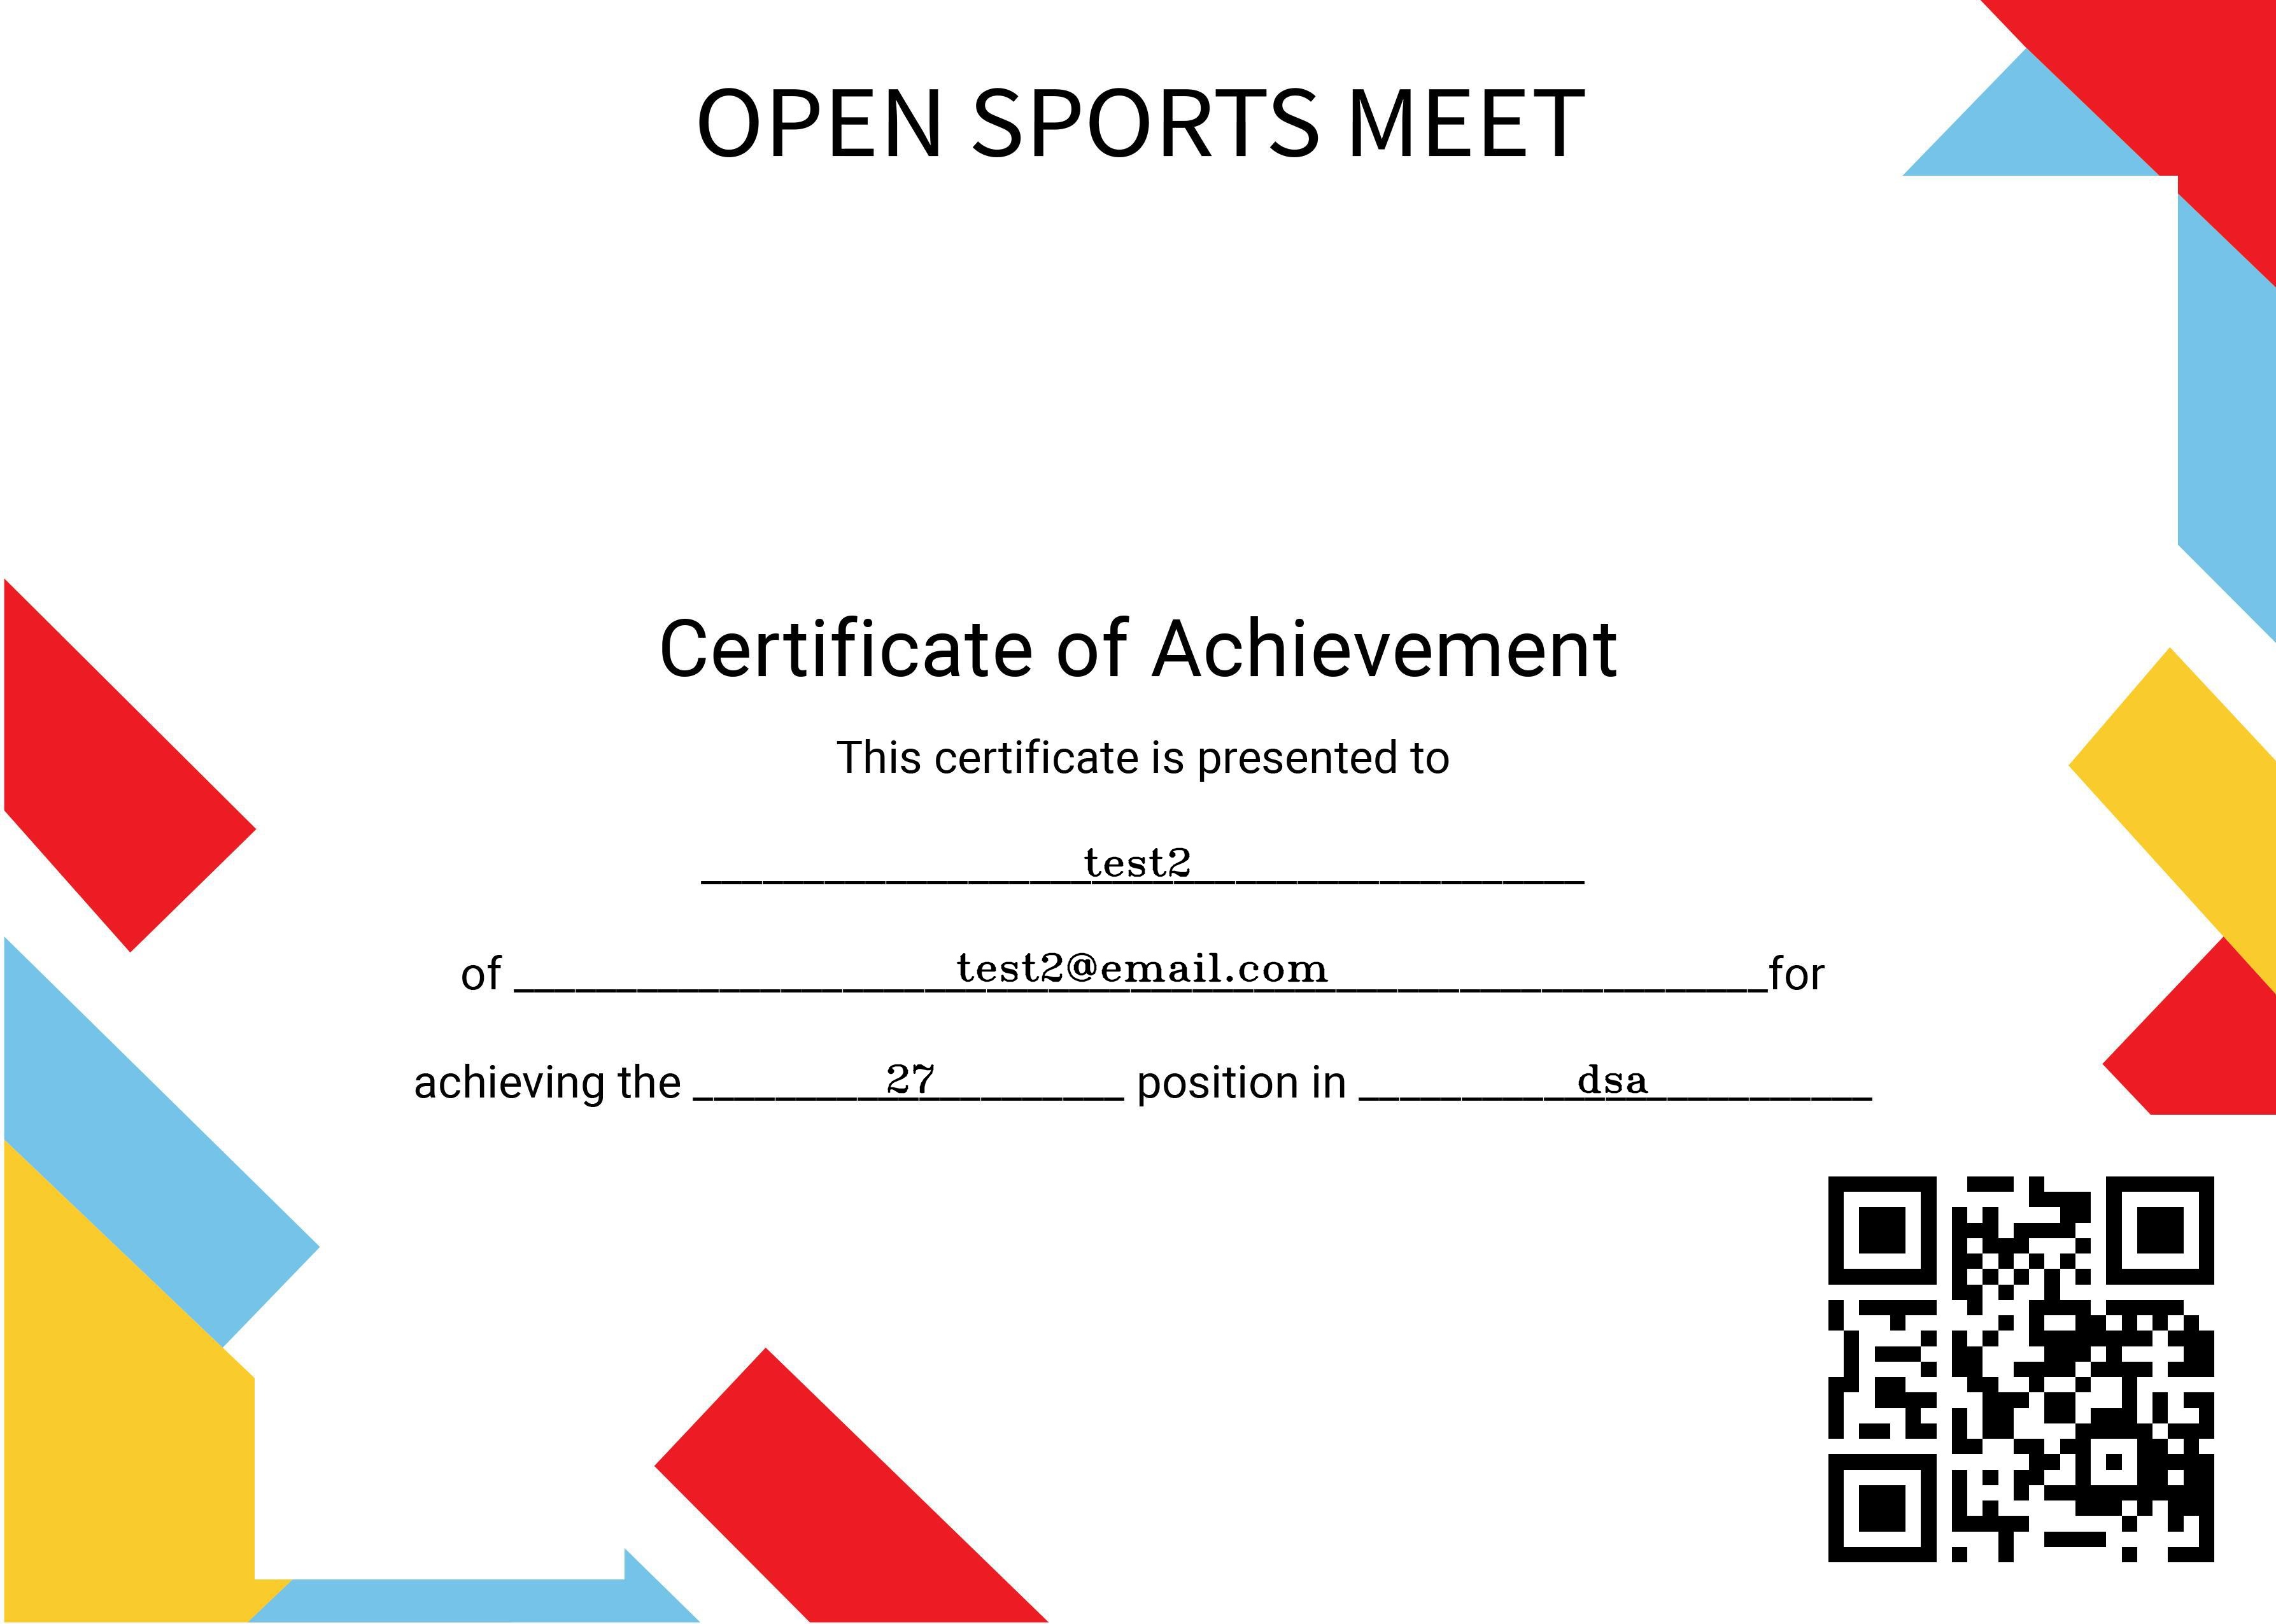 OPEN SPORTS MEET
Certificate of Achievement
This certificate is presented to
test2
of test2@email.com for
achieving the 27 position in dsa